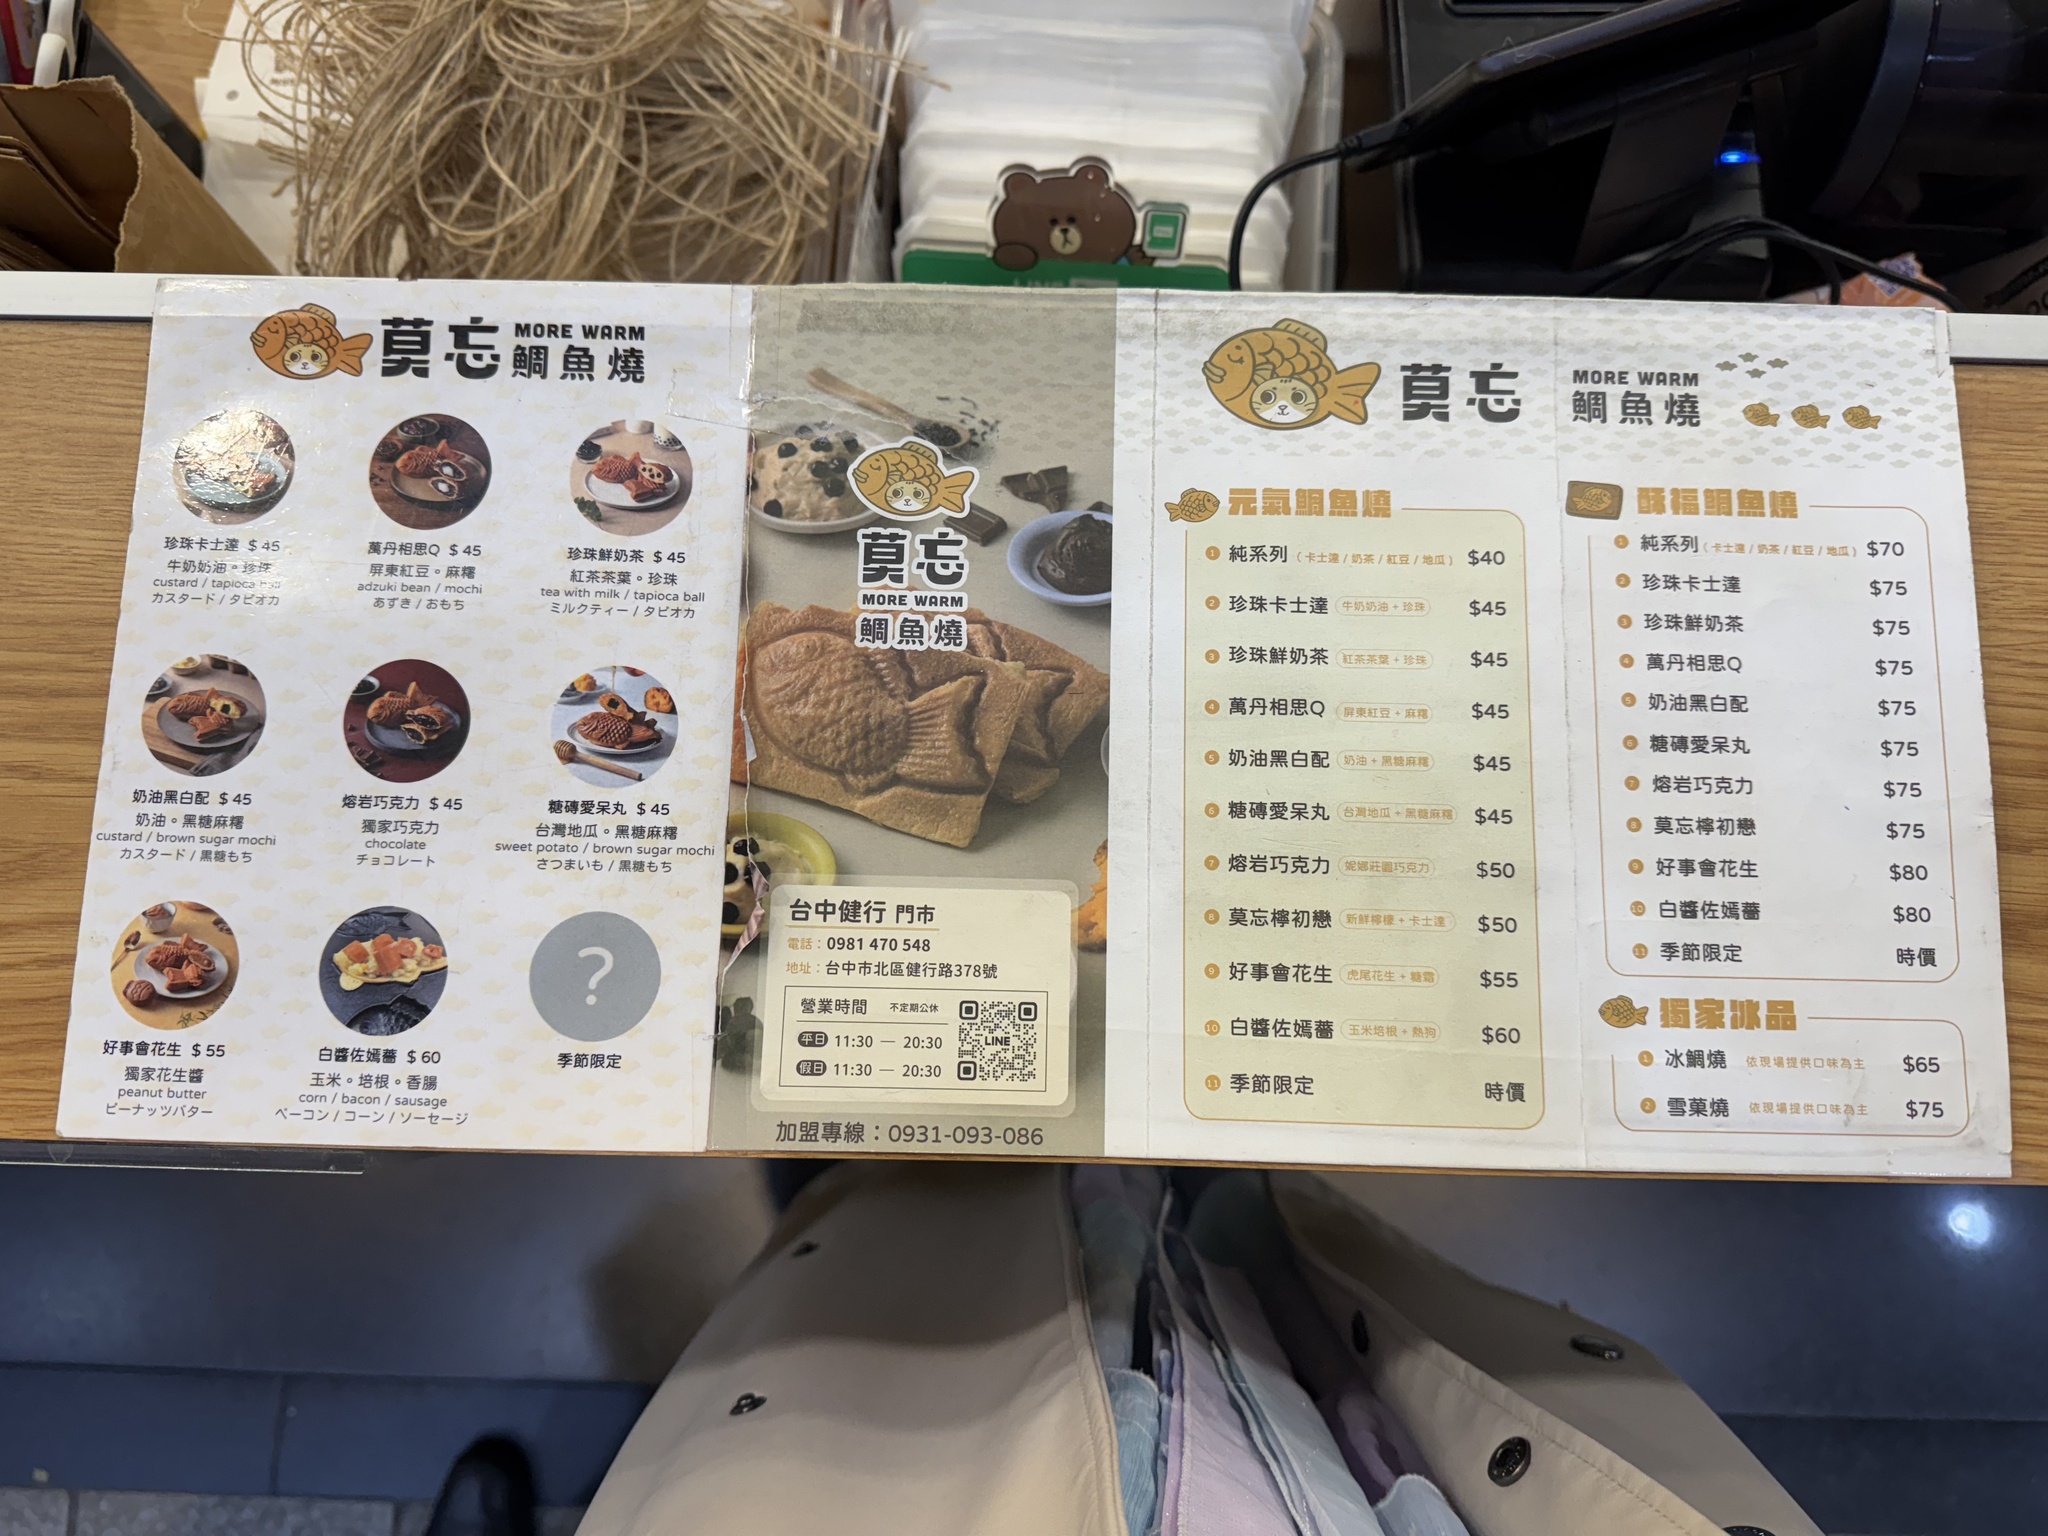 莫忘 MORE WARM
鯛魚燒
珍珠卡士達 $45
牛奶奶油。珍珠
custard / tapioca ball
カスタード / タピオカ
萬丹相思Q $45
屏東紅豆。麻糬
adzuki bean / mochi
あずき / おもち
珍珠鮮奶茶 $45
紅茶茶葉。珍珠
tea with milk / tapioca ball
ミルクティー / タピオカ
奶油黑白配 $45
奶油。黑糖麻糬
custard / brown sugar mochi
カスタード / 黒糖もち
熔岩巧克力 $45
獨家巧克力
chocolate
チョコレート
糖磚愛呆丸 $45
台灣地瓜。黑糖麻糬
sweet potato / brown sugar mochi
さつまいも / 黒糖もち
好事會花生 $55
獨家花生醬
peanut butter
ピーナッツバター
白醬佐嫣薔 $60
玉米。培根。香腸
corn / bacon / sausage
ベーコン / コーン / ソーセージ
?
季節限定
莫忘
MORE WARM
鯛魚燒
台中健行 門市
電話：0981 470 548
地址：台中市北區健行路378號
營業時間 不定期公休
平日 11:30 — 20:30
假日 11:30 — 20:30
LINE
加盟專線：0931-093-086
莫忘 MORE WARM
鯛魚燒
元氣鯛魚燒
1 純系列 (卡士達 / 奶茶 / 紅豆 / 地瓜) $40
2 珍珠卡士達 牛奶奶油 + 珍珠 $45
3 珍珠鮮奶茶 紅茶茶葉 + 珍珠 $45
4 萬丹相思Q 屏東紅豆 + 麻糬 $45
5 奶油黑白配 奶油 + 黑糖麻糬 $45
6 糖磚愛呆丸 台灣地瓜 + 黑糖麻糬 $45
7 熔岩巧克力 妮娜莊園巧克力 $50
8 莫忘檸初戀 新鮮檸檬 + 卡士達 $50
9 好事會花生 虎尾花生 + 糖霜 $55
10 白醬佐嫣薔 玉米培根 + 熱狗 $60
11 季節限定 時價
酥福鯛魚燒
1 純系列 (卡士達 / 奶茶 / 紅豆 / 地瓜) $70
2 珍珠卡士達 $75
3 珍珠鮮奶茶 $75
4 萬丹相思Q $75
5 奶油黑白配 $75
6 糖磚愛呆丸 $75
7 熔岩巧克力 $75
8 莫忘檸初戀 $75
9 好事會花生 $80
10 白醬佐嫣薔 $80
11 季節限定 時價
獨家冰品
1 冰鯛燒 依現場提供口味為主 $65
2 雪菓燒 依現場提供口味為主 $75